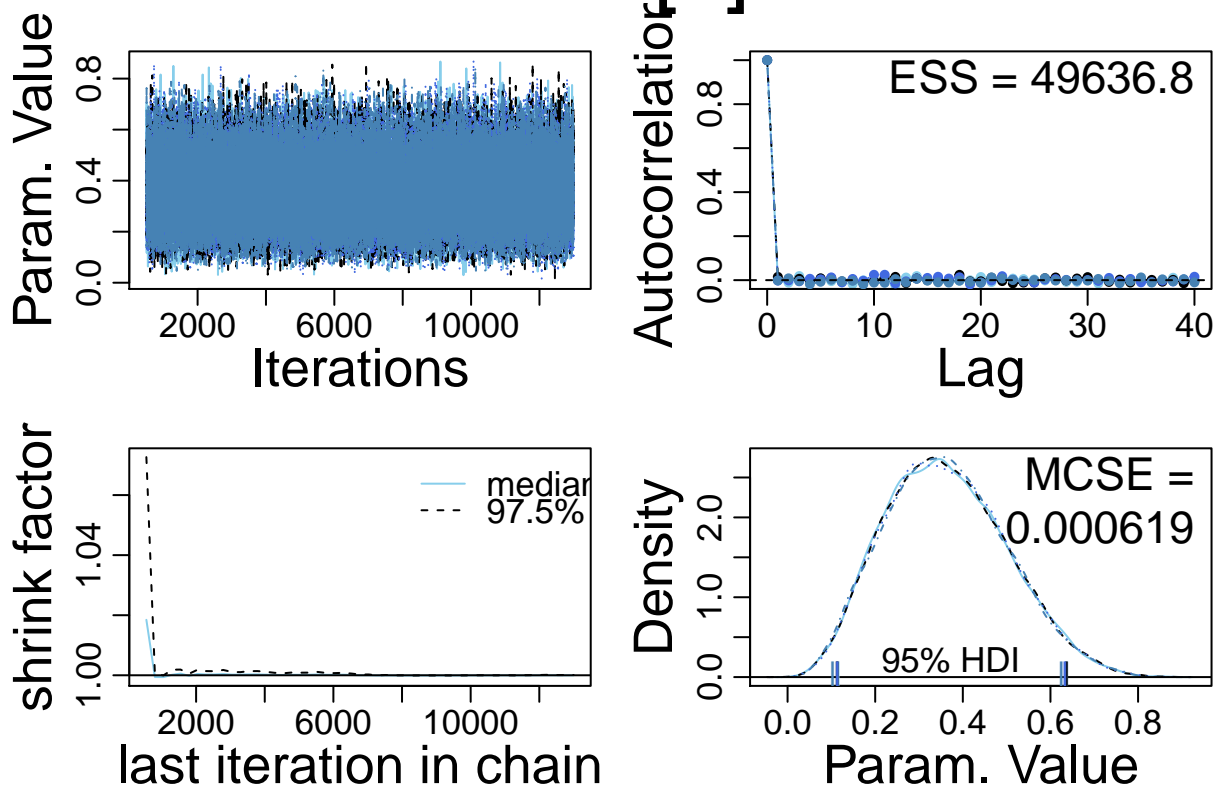 Param. Value
0.0 0.4 0.8
2000 6000 10000
Iterations
Autocorrelation
0.0 0.4 0.8
ESS = 49636.8
0 10 20 30 40
Lag
shrink factor
1.00 1.04
median
97.5%
2000 6000 10000
last iteration in chain
Density
0.0 1.0 2.0
MCSE =
0.000619
95% HDI
0.0 0.2 0.4 0.6 0.8
Param. Value